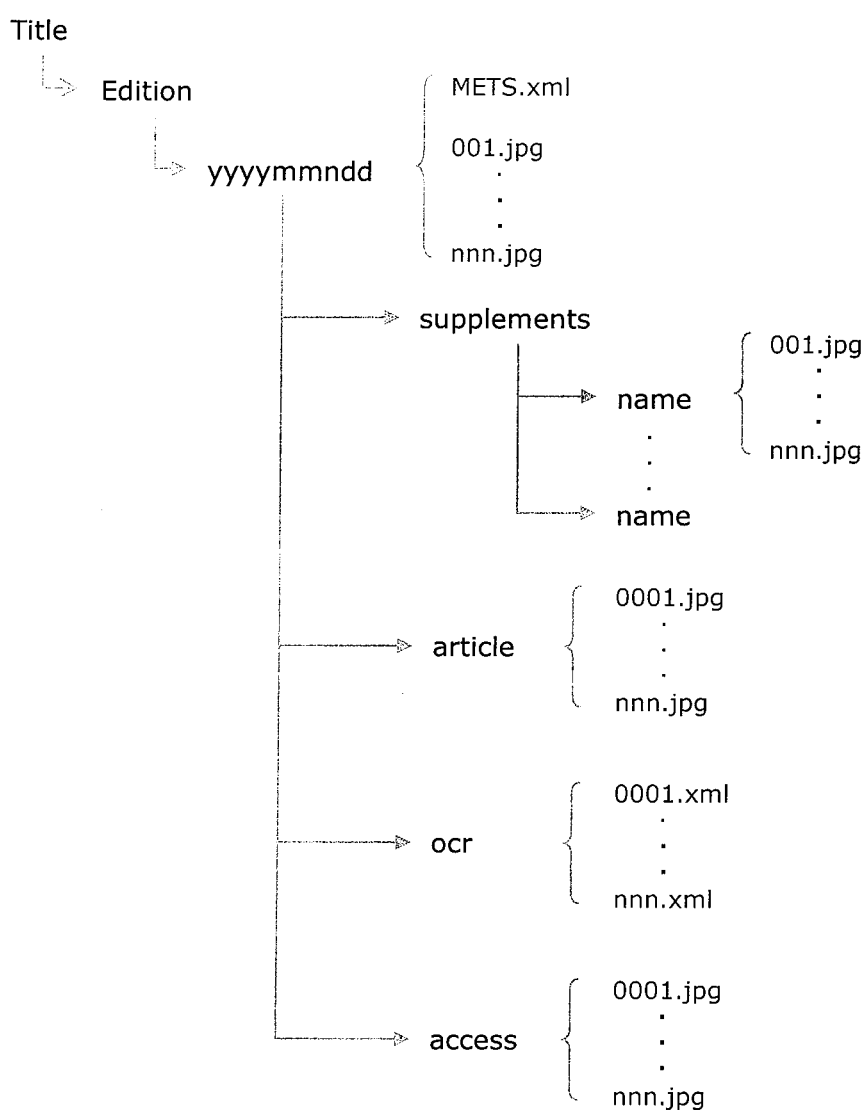 Title
Edition
METS.xml
001.jpg
yyyymmndd
.
.
.
nnn.jpg
supplements
001.jpg
.
.
.
nnn.jpg
name
.
.
.
name
article
0001.jpg
.
.
.
nnn.jpg
ocr
0001.xml
.
.
.
nnn.xml
access
0001.jpg
.
.
.
nnn.jpg